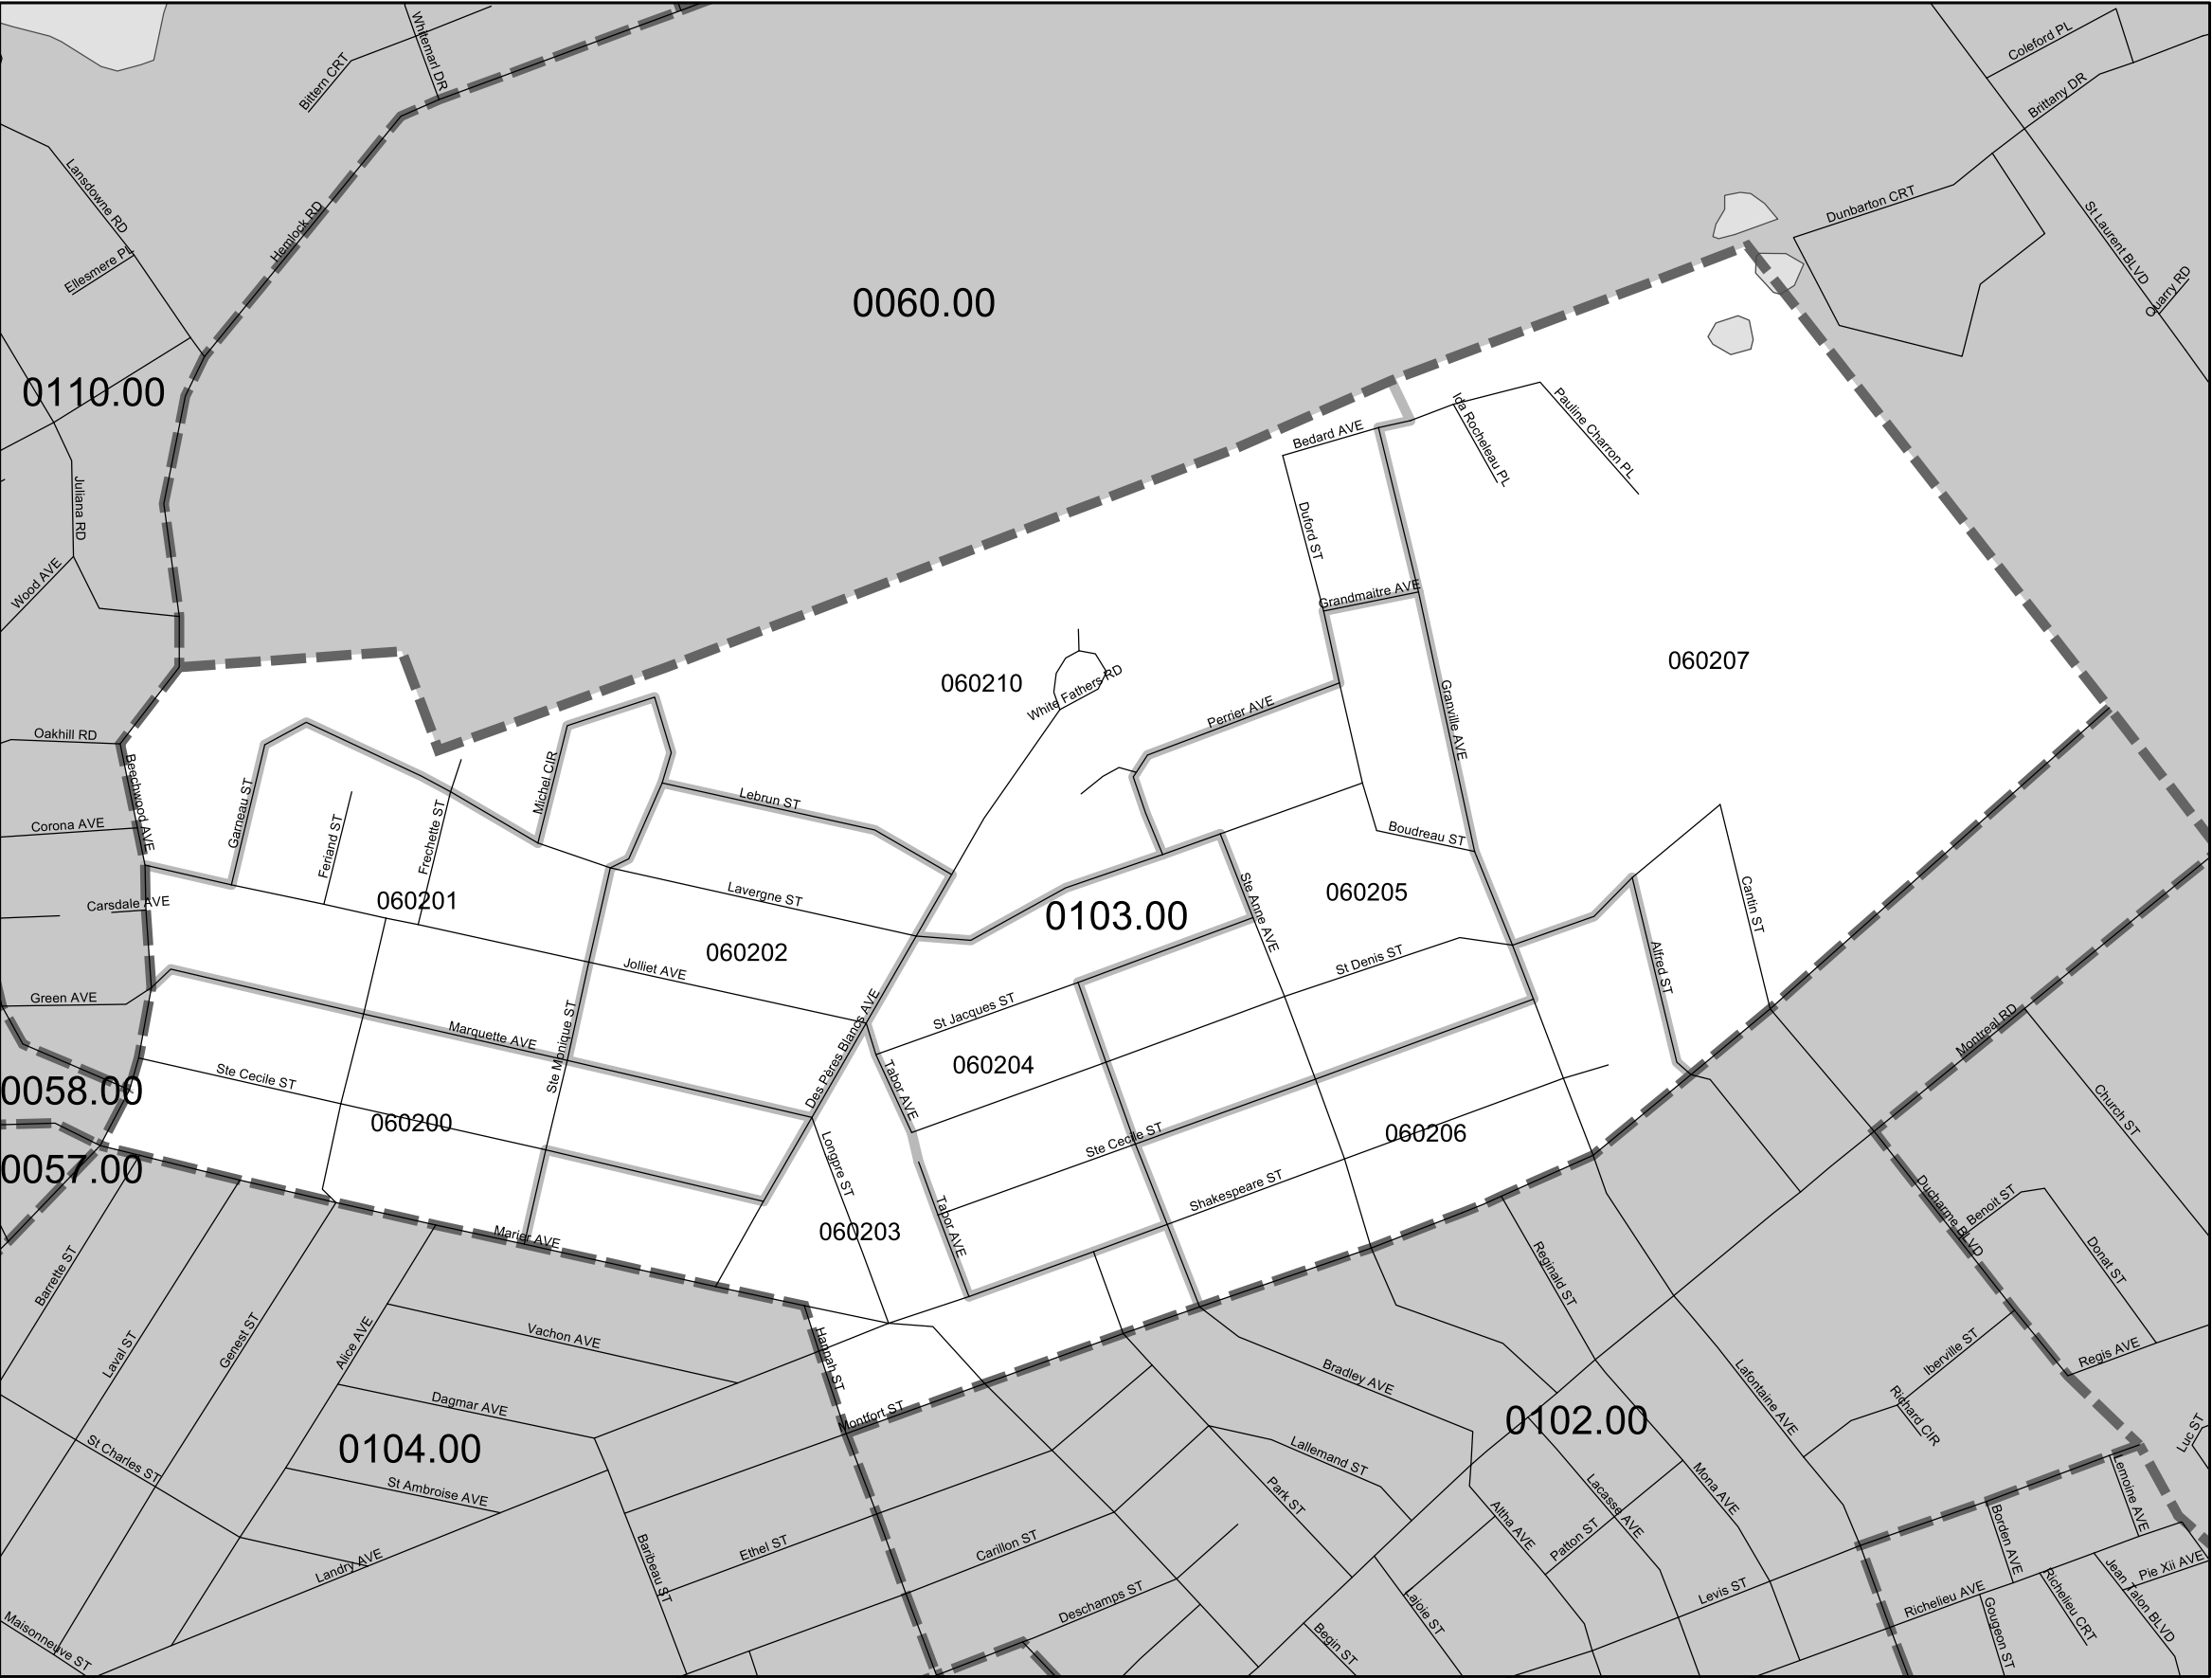 Whitemarl DR
Bittern CRT
Coleford PL
Brittany DR
Lansdowne RD
Hemlock RD
Ellesmere PL
Dunbarton CRT
St Laurent BLVD
Quarry RD
0060.00
0110.00
Juliana RD
Wood AVE
Bedard AVE
Ida Rocheleau PL
Pauline Charron PL
Duford ST
Grandmaitre AVE
060207
060210
White Fathers RD
Perrier AVE
Granville AVE
Oakhill RD
Beechwood AVE
Garneau ST
Michel CIR
Lebrun ST
Corona AVE
Ferland ST
Frechette ST
Boudreau ST
Carsdale AVE
060201
Lavergne ST
0103.00
Ste Anne AVE
060205
Cantin ST
060202
Jolliet AVE
St Denis ST
Alfred ST
Green AVE
Marquette AVE
Ste Monique ST
Des Pères Blancs AVE
St Jacques ST
060204
Tabor AVE
Montreal RD
Church ST
0058.00
Ste Cecile ST
060200
Longpre ST
Ste Cecile ST
060206
0057.00
Shakespeare ST
Marier AVE
060203
Tabor AVE
Ducharme BLVD
Benoit ST
Donat ST
Barrette ST
Laval ST
Genest ST
Alice AVE
Vachon AVE
Hannah ST
Reginald ST
Iberville ST
Regis AVE
Bradley AVE
Lafontaine AVE
Richard CIR
Dagmar AVE
Montfort ST
0102.00
Luc ST
0104.00
St Charles ST
St Ambroise AVE
Lallemand ST
Park ST
Altha AVE
Lacasse AVE
Mona AVE
Patton ST
Lemoine AVE
Borden AVE
Landry AVE
Baribeau ST
Ethel ST
Carillon ST
Deschamps ST
Lajoie ST
Levis ST
Richelieu AVE
Richelieu CRT
Gougeon ST
Jean Talon BLVD
Pie Xii AVE
Maisonneuve ST
Begin ST